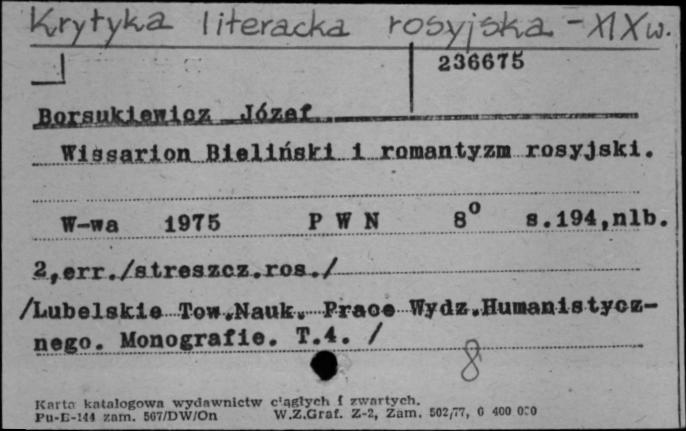 Krytyka literacka rosyjska - XIX w.
236675
Borsukiewicz Józef
Wissarion Bieliński i romantyzm rosyjski.
W-wa 1975 P W N 8⁰ s.194,nlb.
2,err./streszcz.ros./
/Lubelskie Tow.Nauk. Prace Wydz.Humanistycz-
nego. Monografie. T.4. /
8
Karta katalogowa wydawnictw ciągłych i zwartych.
Pu-E-144 zam. 567/DW/On W.Z.Graf. Z-2, Zam. 502/77, 6 400 000